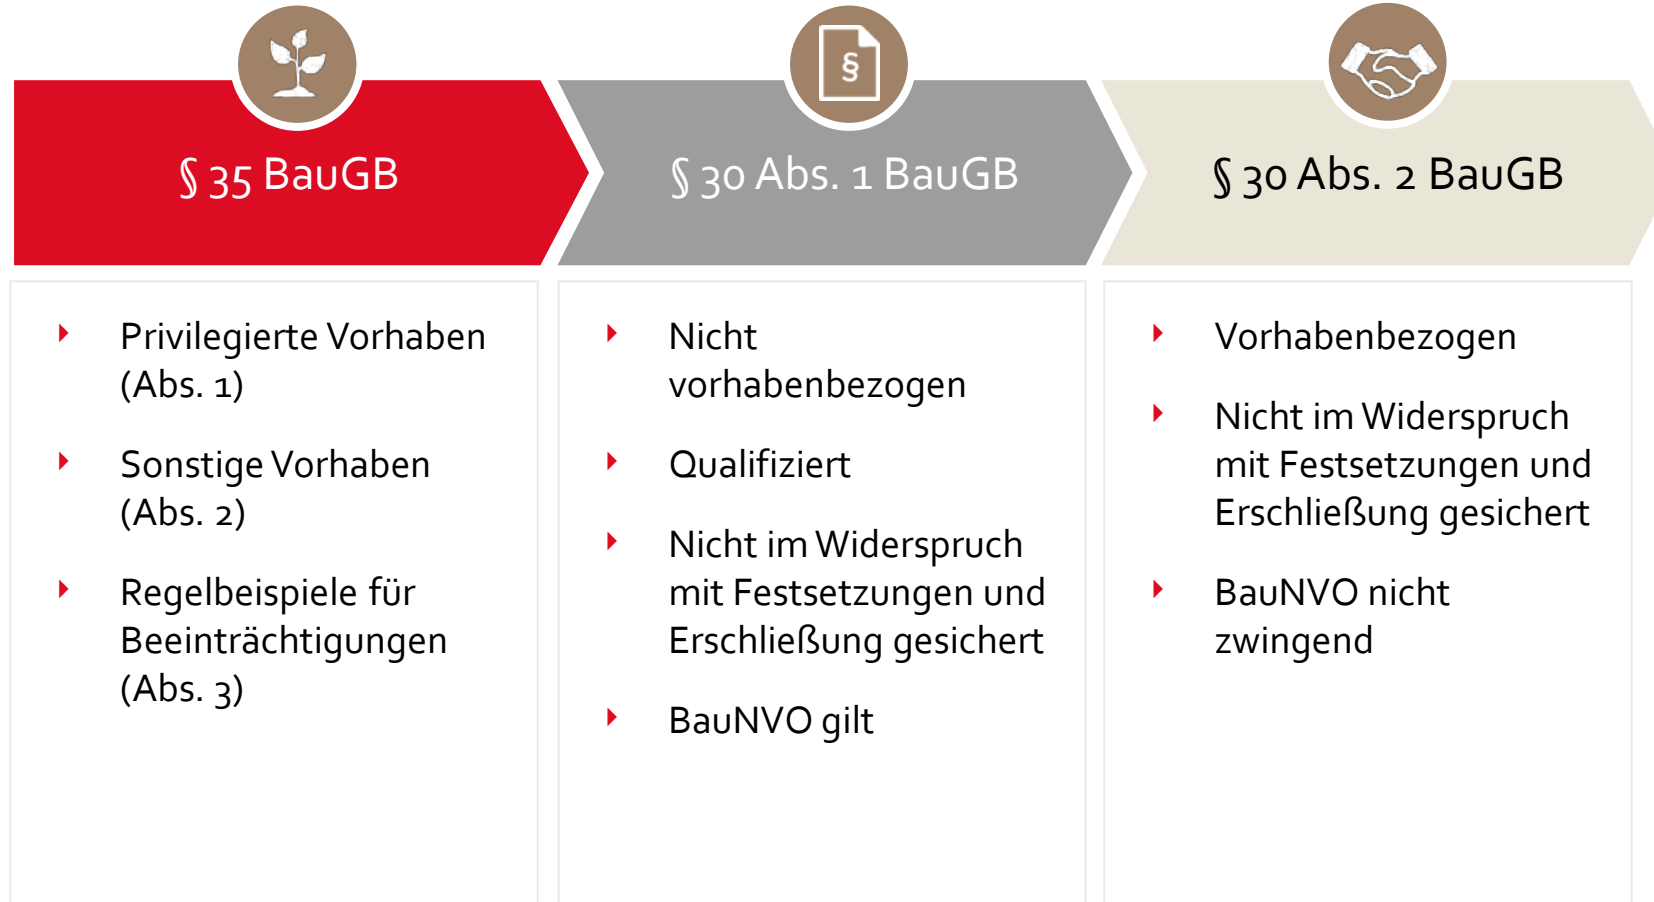 §
§ 35 BauGB
§ 30 Abs. 1 BauGB
§ 30 Abs. 2 BauGB
Privilegierte Vorhaben
(Abs. 1)
Sonstige Vorhaben
(Abs. 2)
Regelbeispiele für
Beeinträchtigungen
(Abs. 3)
Nicht
vorhabenbezogen
Qualifiziert
Nicht im Widerspruch
mit Festsetzungen und
Erschließung gesichert
BauNVO gilt
Vorhabenbezogen
Nicht im Widerspruch
mit Festsetzungen und
Erschließung gesichert
BauNVO nicht
zwingend